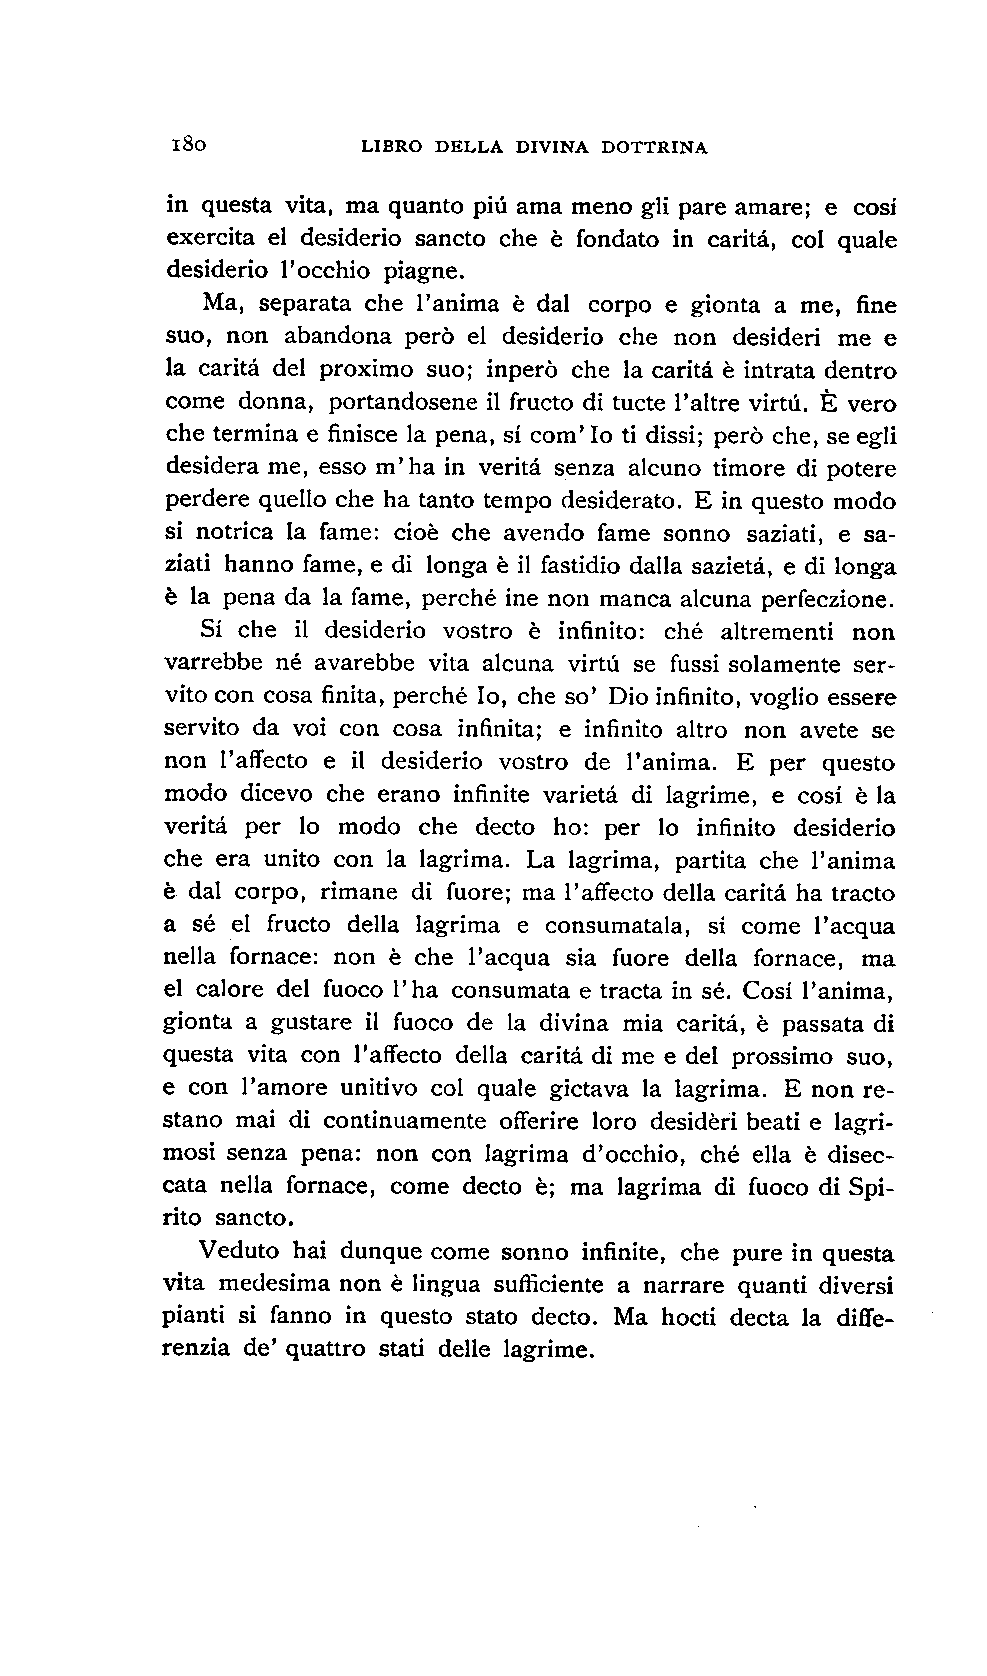 180 LIBRO DELLA DIVINA DOTTRINA
in questa vita, ma quanto piú ama meno gli pare amare; e cosí
exercita el desiderio sancto che è fondato in caritá, col quale
desiderio l'occhio piagne.
Ma, separata che l'anima è dal corpo e gionta a me, fine
suo, non abandona però el desiderio che non desideri me e
la caritá del proximo suo; inperò che la caritá è intrata dentro
come donna, portandosene il fructo di tucte l'altre virtú. È vero
che termina e finisce la pena, sí com' Io ti dissi; però che, se egli
desidera me, esso m'ha in veritá senza alcuno timore di potere
perdere quello che ha tanto tempo desiderato. E in questo modo
si notrica la fame: cioè che avendo fame sonno saziati, e sa-
ziati hanno fame, e di longa è il fastidio dalla sazietá, e di longa
è la pena da la fame, perché ine non manca alcuna perfeczione.
Sí che il desiderio vostro è infinito: ché altrementi non
varrebbe né avarebbe vita alcuna virtú se fussi solamente ser-
vito con cosa finita, perché Io, che so' Dio infinito, voglio essere
servito da voi con cosa infinita; e infinito altro non avete se
non l'affecto e il desiderio vostro de l'anima. E per questo
modo dicevo che erano infinite varietá di lagrime, e cosí è la
veritá per lo modo che decto ho: per lo infinito desiderio
che era unito con la lagrima. La lagrima, partita che l'anima
è dal corpo, rimane di fuore; ma l'affecto della caritá ha tracto
a sé el fructo della lagrima e consumatala, sí come l'acqua
nella fornace: non è che l'acqua sia fuore della fornace, ma
el calore del fuoco l'ha consumata e tracta in sé. Cosí l'anima,
gionta a gustare il fuoco de la divina mia caritá, è passata di
questa vita con l'affecto della caritá di me e del prossimo suo,
e con l'amore unitivo col quale gictava la lagrima. E non re-
stano mai di continuamente offerire loro desidèri beati e lagri-
mosi senza pena: non con lagrima d'occhio, ché ella è disec-
cata nella fornace, come decto è; ma lagrima di fuoco di Spi-
rito sancto.
Veduto hai dunque come sonno infinite, che pure in questa
vita medesima non è lingua sufficiente a narrare quanti diversi
pianti si fanno in questo stato decto. Ma hocti decta la diffe-
renzia de' quattro stati delle lagrime.